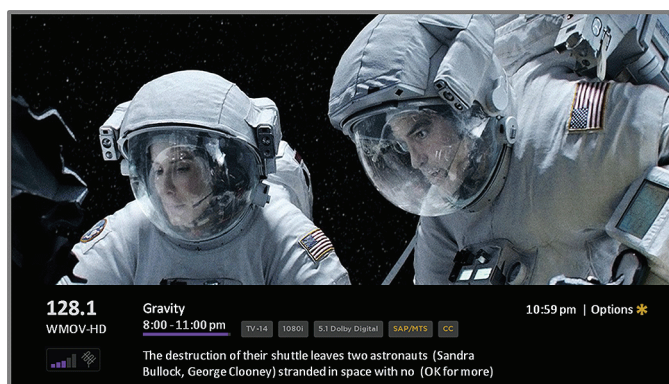 128.1
WMOV-HD
Gravity
8:00 - 11:00 pm
TV-14 1080i 5.1 Dolby Digital SAP/MTS CC
10:59 pm | Options ✱
The destruction of their shuttle leaves two astronauts (Sandra
Bullock, George Clooney) stranded in space with no (OK for more)